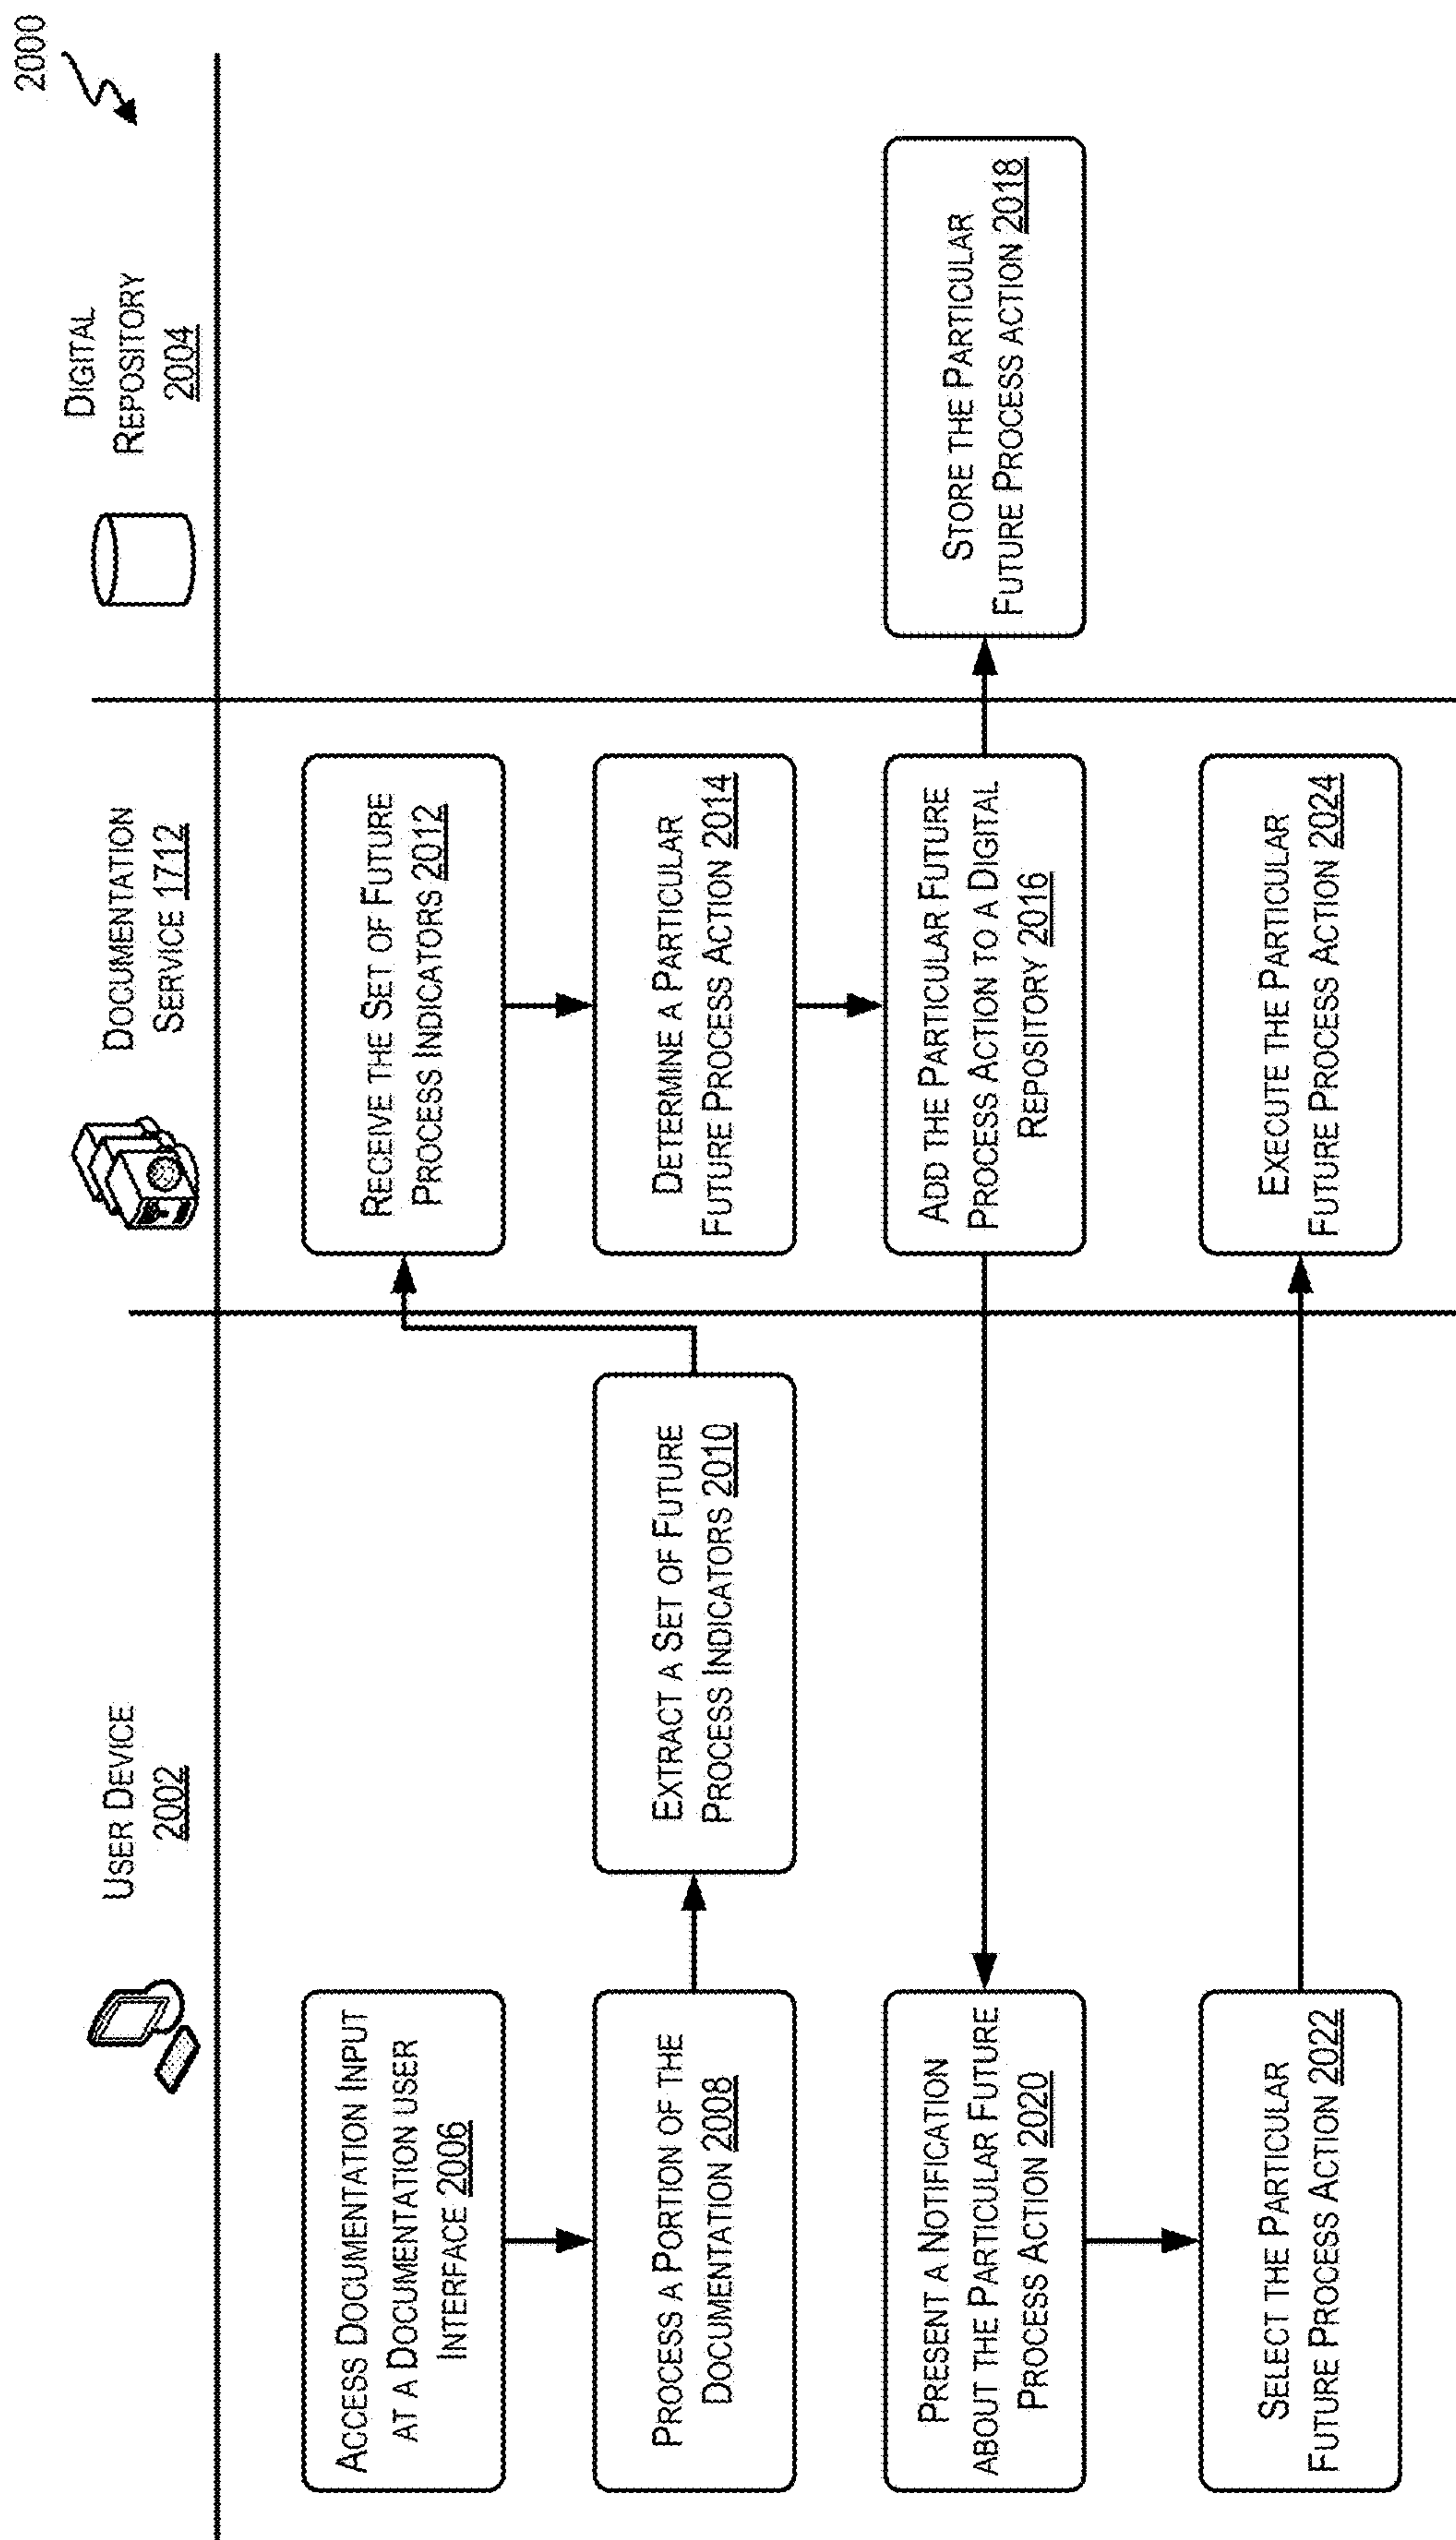 2000
USER DEVICE
2002
DOCUMENTATION
SERVICE 1712
DIGITAL
REPOSITORY
2004
ACCESS DOCUMENTATION INPUT
AT A DOCUMENTATION USER
INTERFACE 2006
PROCESS A PORTION OF THE
DOCUMENTATION 2008
EXTRACT A SET OF FUTURE
PROCESS INDICATORS 2010
RECEIVE THE SET OF FUTURE
PROCESS INDICATORS 2012
DETERMINE A PARTICULAR
FUTURE PROCESS ACTION 2014
ADD THE PARTICULAR FUTURE
PROCESS ACTION TO A DIGITAL
REPOSITORY 2016
STORE THE PARTICULAR
FUTURE PROCESS ACTION 2018
PRESENT A NOTIFICATION
ABOUT THE PARTICULAR FUTURE
PROCESS ACTION 2020
SELECT THE PARTICULAR
FUTURE PROCESS ACTION 2022
EXECUTE THE PARTICULAR
FUTURE PROCESS ACTION 2024